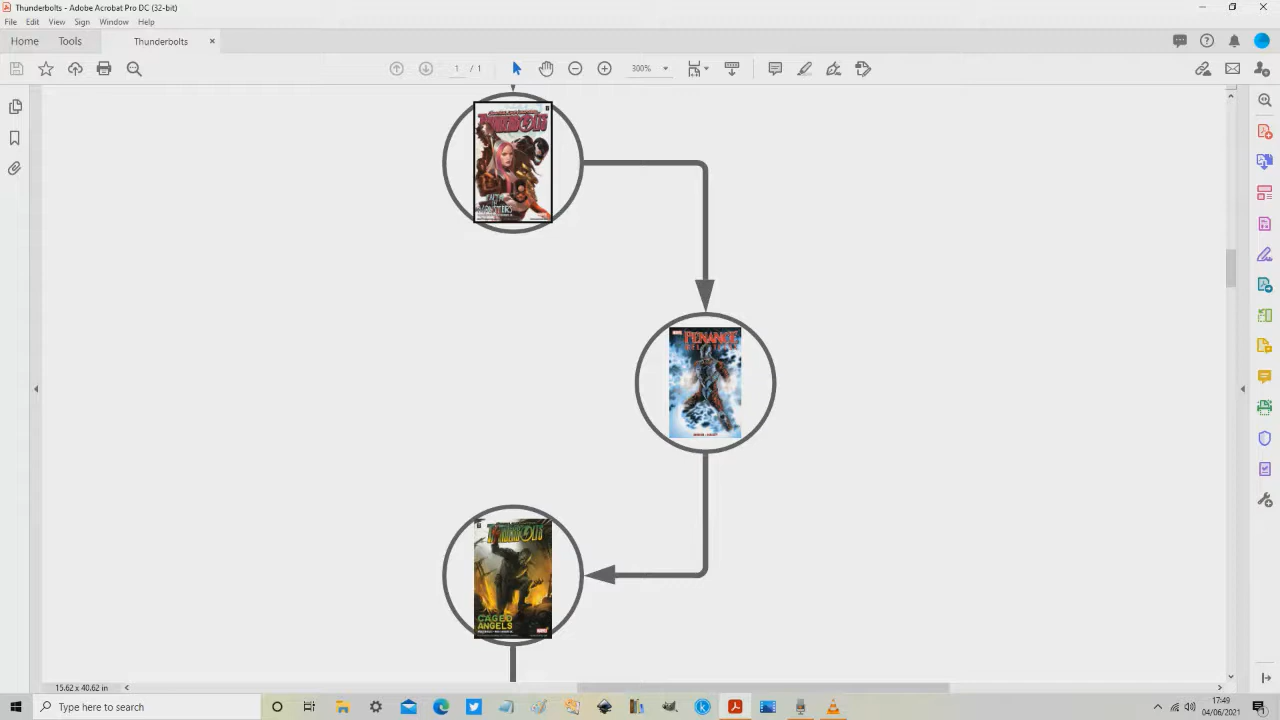 Thunderbolts - Adobe Acrobat Pro DC (32-bit)
File Edit View Sign Window Help
Home Tools Thunderbolts
1 / 1 300%
THUNDERBOLTS
MONSTERS
PENANCE
THUNDERBOLTS
CAGED
ANGELS
15.62 x 40.62 in
Type here to search
17:49
04/06/2021